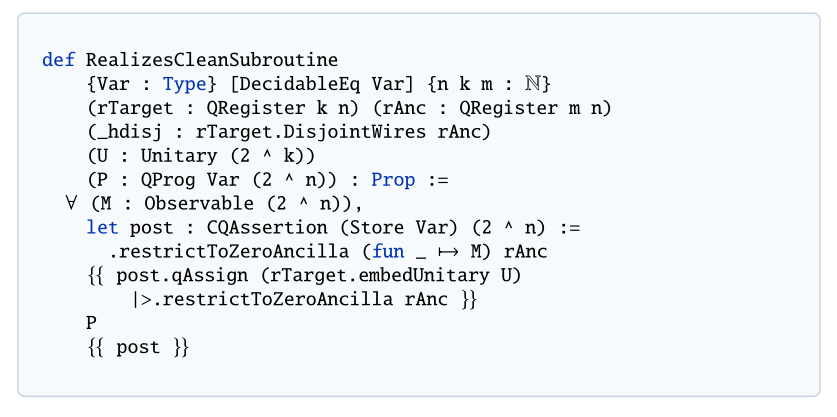 def RealizesCleanSubroutine
    {Var : Type} [DecidableEq Var] {n k m : ℕ}
    (rTarget : QRegister k n) (rAnc : QRegister m n)
    (_hdisj : rTarget.DisjointWires rAnc)
    (U : Unitary (2 ^ k))
    (P : QProg Var (2 ^ n)) : Prop :=
  ∀ (M : Observable (2 ^ n)),
    let post : CQAssertion (Store Var) (2 ^ n) :=
      .restrictToZeroAncilla (fun _ ↦ M) rAnc
    {{ post.qAssign (rTarget.embedUnitary U)
        |>.restrictToZeroAncilla rAnc }}
    P
    {{ post }}